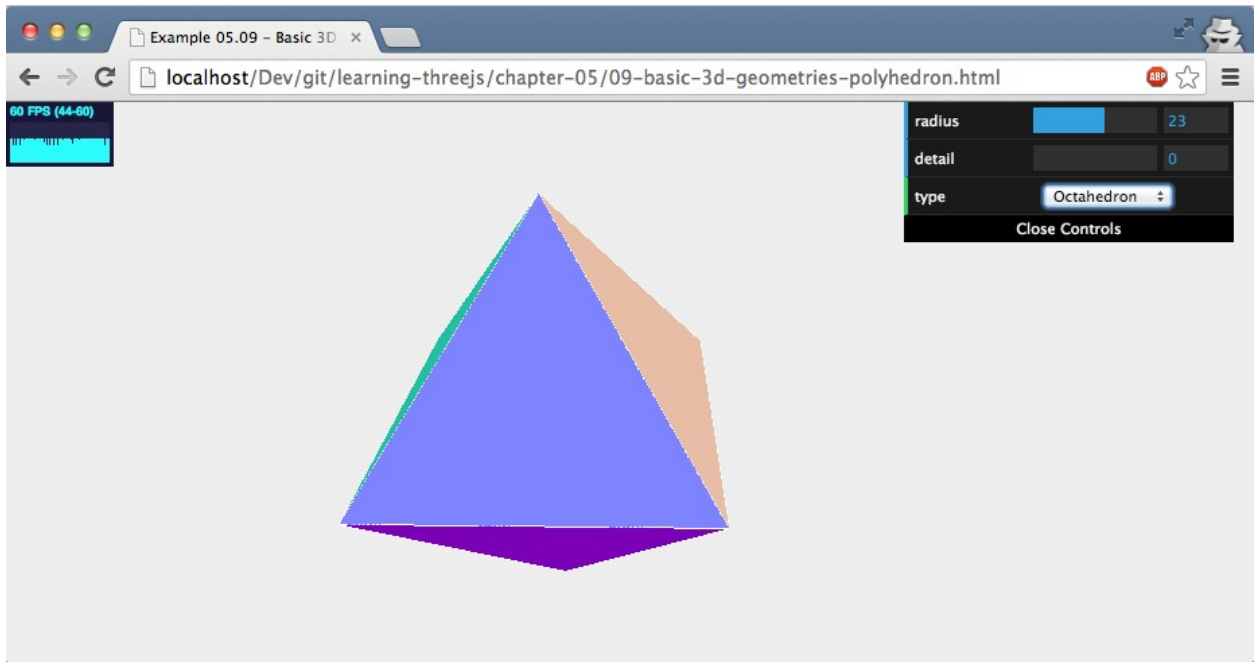 Example 05.09 – Basic 3D
localhost/Dev/git/learning-threejs/chapter-05/09-basic-3d-geometries-polyhedron.html
ABP
60 FPS (44-60)
radius 23
detail 0
type Octahedron
Close Controls